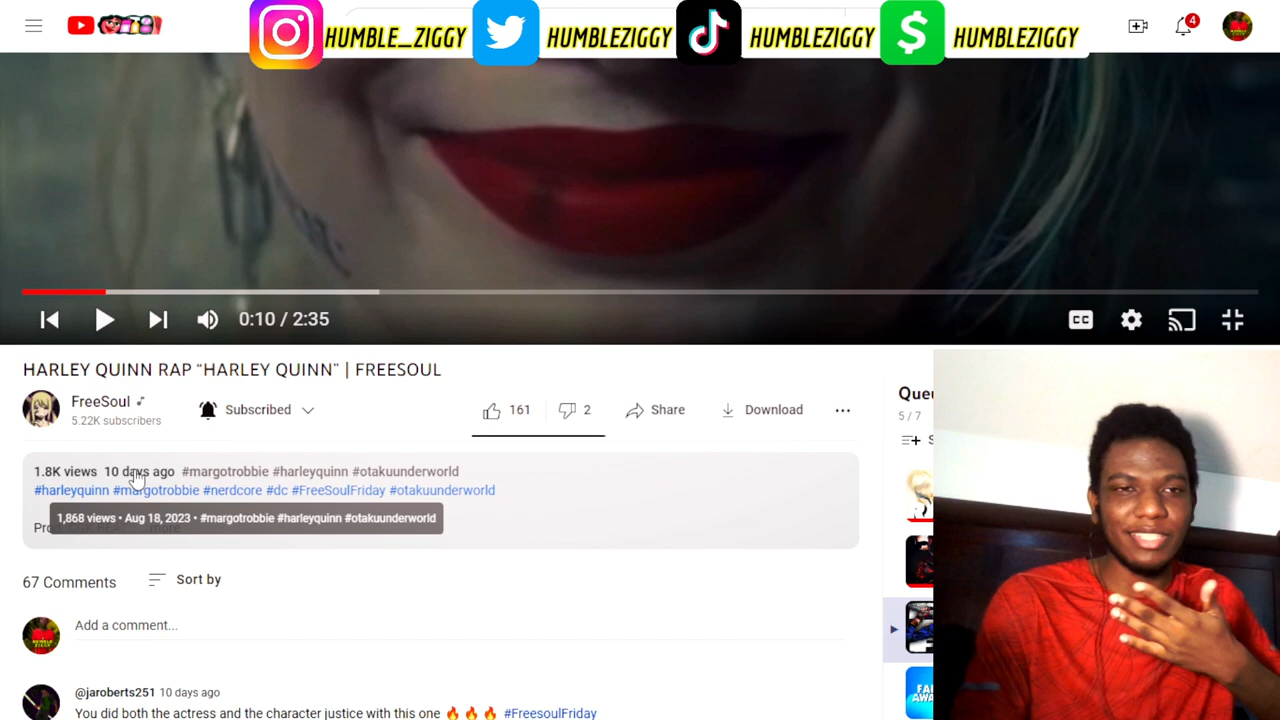 HUMBLE_ZIGGY
HUMBLEZIGGY
HUMBLEZIGGY
HUMBLEZIGGY
4
0:10 / 2:35
CC
HARLEY QUINN RAP “HARLEY QUINN” | FREESOUL
FreeSoul
5.22K subscribers
Subscribed
161
2
Share
Download
1.8K views 10 days ago #margotrobbie #harleyquinn #otakuunderworld
#harleyquinn #margotrobbie #nerdcore #dc #FreeSoulFriday #otakuunderworld
1,868 views • Aug 18, 2023 • #margotrobbie #harleyquinn #otakuunderworld
67 Comments
Sort by
Add a comment...
@jaroberts251 10 days ago
You did both the actress and the character justice with this one 🔥 🔥 🔥 #FreesoulFriday
5 / 7